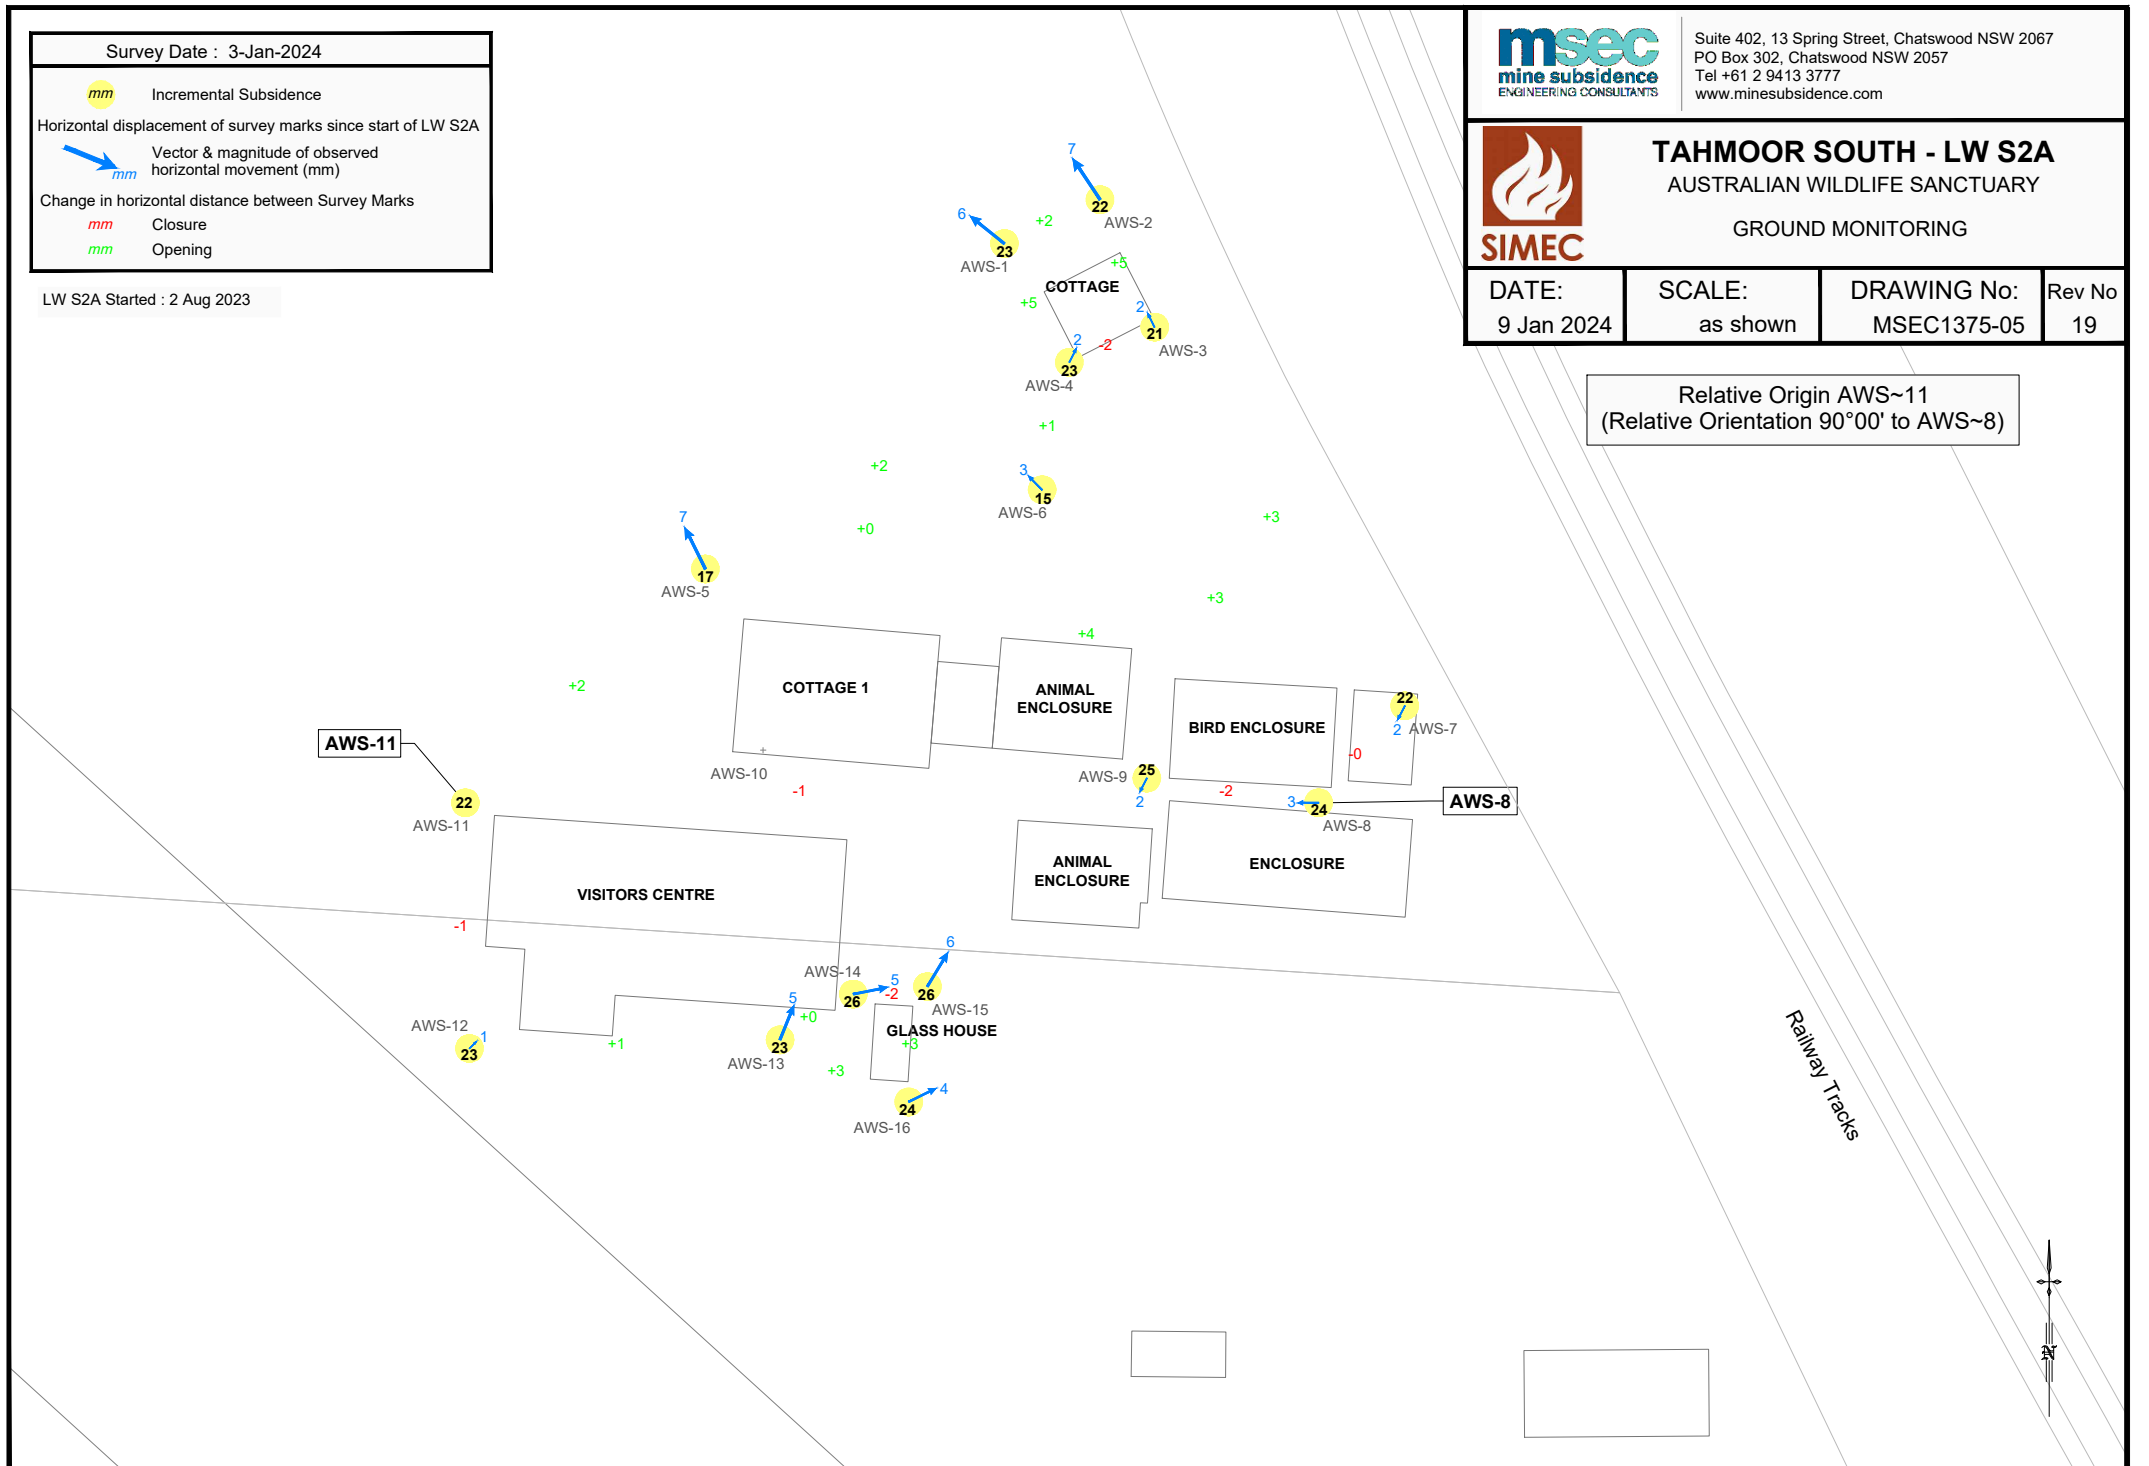 Survey Date : 3-Jan-2024
mm Incremental Subsidence
Horizontal displacement of survey marks since start of LW S2A
Vector & magnitude of observed
mm horizontal movement (mm)
Change in horizontal distance between Survey Marks
mm Closure
mm Opening
LW S2A Started : 2 Aug 2023
msec
mine subsidence
ENGINEERING CONSULTANTS
Suite 402, 13 Spring Street, Chatswood NSW 2067
PO Box 302, Chatswood NSW 2057
Tel +61 2 9413 3777
www.minesubsidence.com
SIMEC
TAHMOOR SOUTH - LW S2A
AUSTRALIAN WILDLIFE SANCTUARY
GROUND MONITORING
DATE:
9 Jan 2024
SCALE:
as shown
DRAWING No:
MSEC1375-05
Rev No
19
Relative Origin AWS~11
(Relative Orientation 90°00' to AWS~8)
7
22
AWS-2
6
+2
23
AWS-1
+5
COTTAGE
+5
2
21
AWS-3
2
-2
23
AWS-4
+1
+2
3
15
AWS-6
7
+0
+3
17
AWS-5
+3
+4
+2
COTTAGE 1
ANIMAL
ENCLOSURE
BIRD ENCLOSURE
22
2
AWS-7
-0
AWS-11
22
AWS-11
AWS-10
-1
AWS-9
25
2
-2
3
24
AWS-8
AWS-8
VISITORS CENTRE
ANIMAL
ENCLOSURE
ENCLOSURE
-1
6
AWS-14
5
26
-2
26
AWS-15
5
+0
GLASS HOUSE
AWS-12
1
23
+1
23
AWS-13
+3
+3
4
24
AWS-16
Railway Tracks
N